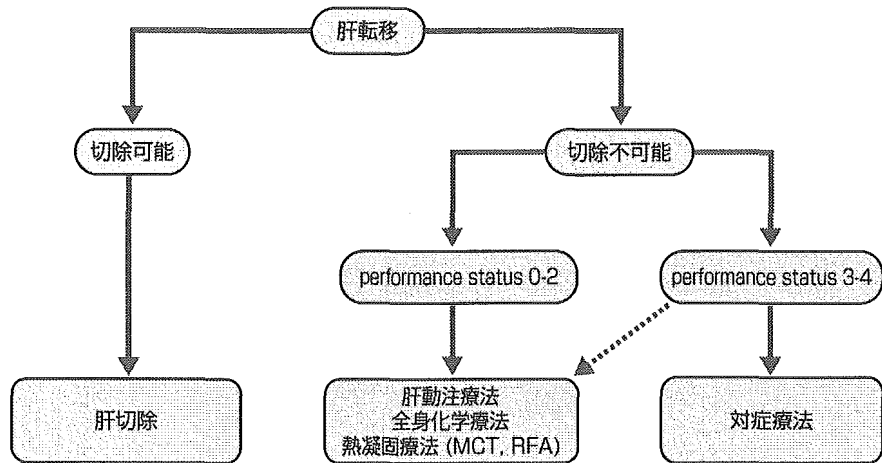 肝転移
切除可能
切除不可能
performance status 0-2
performance status 3-4
肝切除
肝動注療法
全身化学療法
熱凝固療法 (MCT, RFA)
対症療法